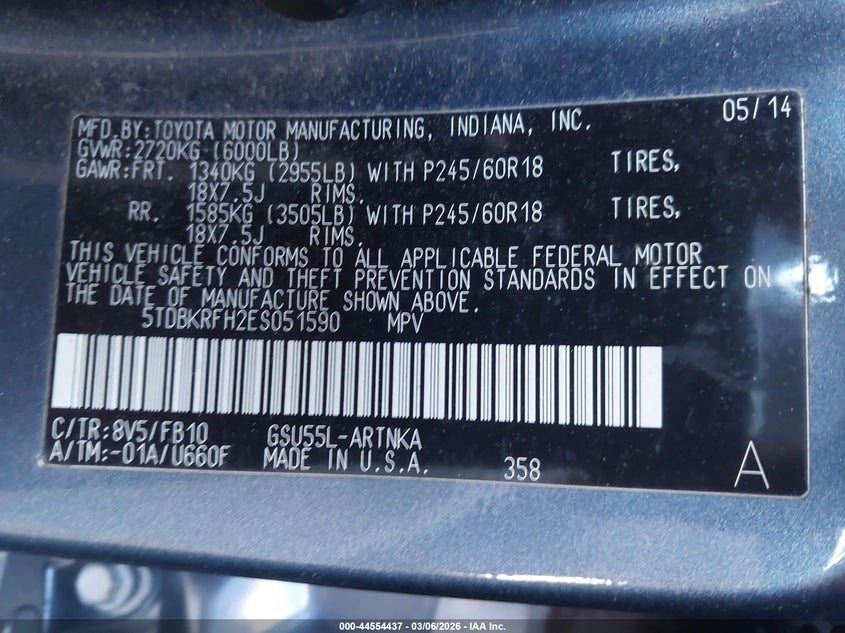 05/14
MFD.BY:TOYOTA MOTOR MANUFACTURING, INDIANA, INC.
GVWR:2720KG (6000LB)
GAWR:FRT. 1340KG (2955LB) WITH P245/60R18 TIRES,
18X7.5J RIMS.
RR. 1585KG (3505LB) WITH P245/60R18 TIRES,
18X7.5J RIMS.
THIS VEHICLE CONFORMS TO ALL APPLICABLE FEDERAL MOTOR
VEHICLE SAFETY AND THEFT PREVENTION STANDARDS IN EFFECT ON
THE DATE OF MANUFACTURE SHOWN ABOVE.
5TDBKRFH2ES051590 MPV
C/TR:8V5/FB10 GSU55L-ARTNKA
A/TM:-01A/U660F MADE IN U.S.A. 358 A
000-44554437 - 03/06/2026 - IAA Inc.